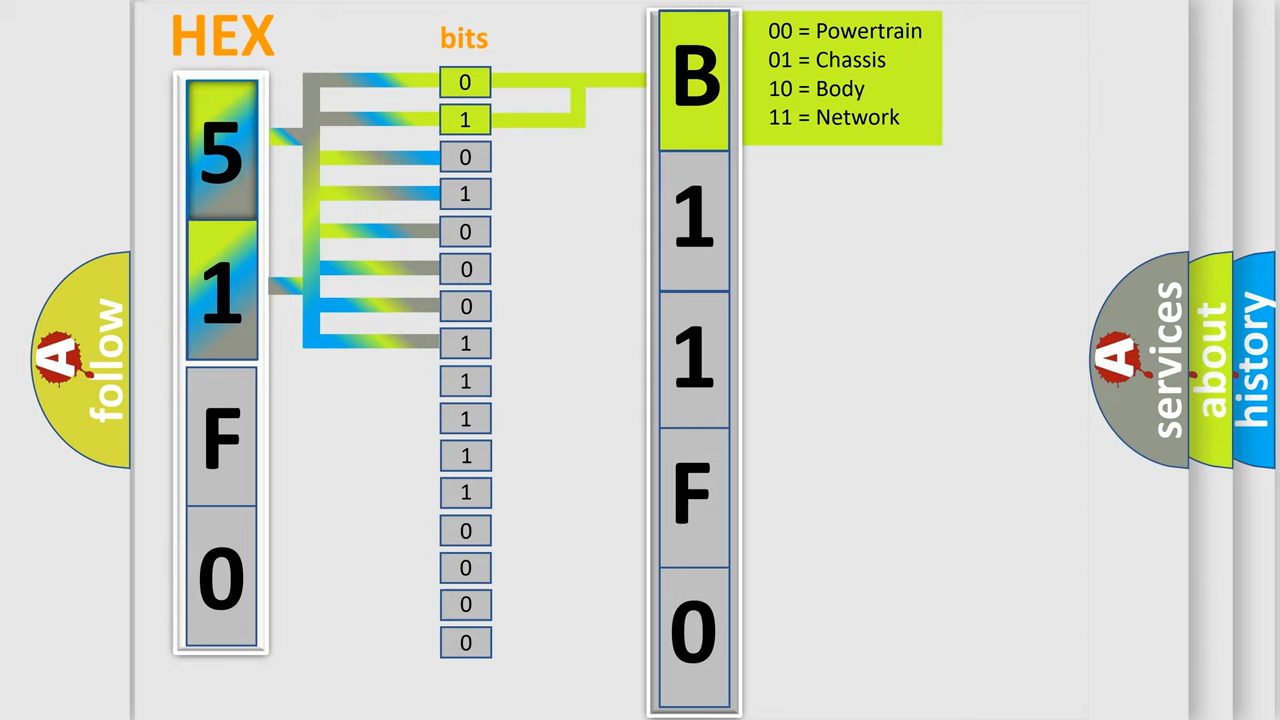 HEX
5
1
F
0
bits
0
1
0
1
0
0
0
1
1
1
1
1
0
0
0
0
B
1
1
F
0
00 = Powertrain
01 = Chassis
10 = Body
11 = Network
A
follow
A
services
about
history